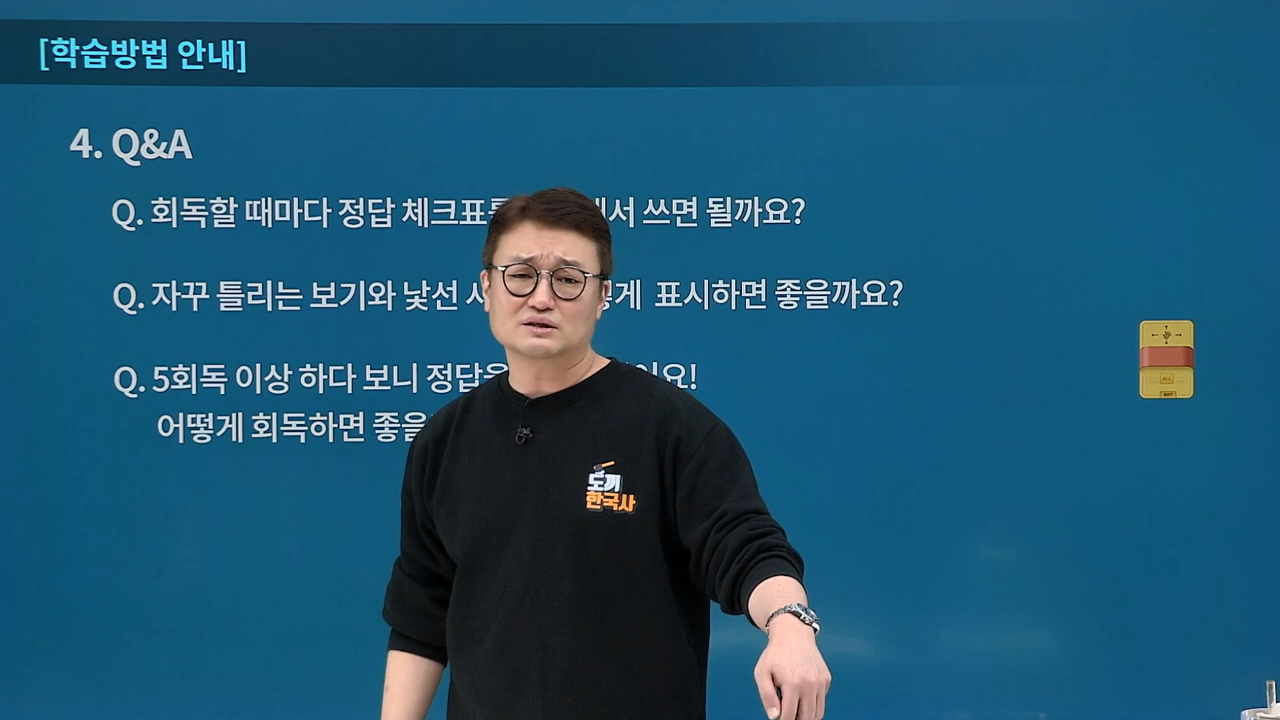 [학습방법 안내]
4. Q&A
Q. 회독할 때마다 정답 체크표 서 쓰면 될까요?
Q. 자꾸 틀리는 보기와 낯선 게 표시하면 좋을까요?
Q. 5회독 이상 하다 보니 정답 요!
어떻게 회독하면 좋을
도끼
한국사
ALL
EXIT